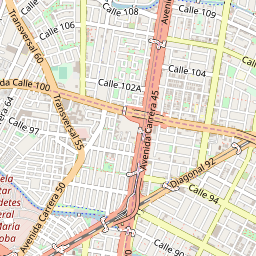 Calle 106
Calle 108
Calle 109
Transversal 60
Calle 104
Calle 102A
Calle 100
Avenida Carrera 45
Calle 97
Transversal 55
Diagonal 92
Calle 94
Avenida Carrera 50
Calle 90